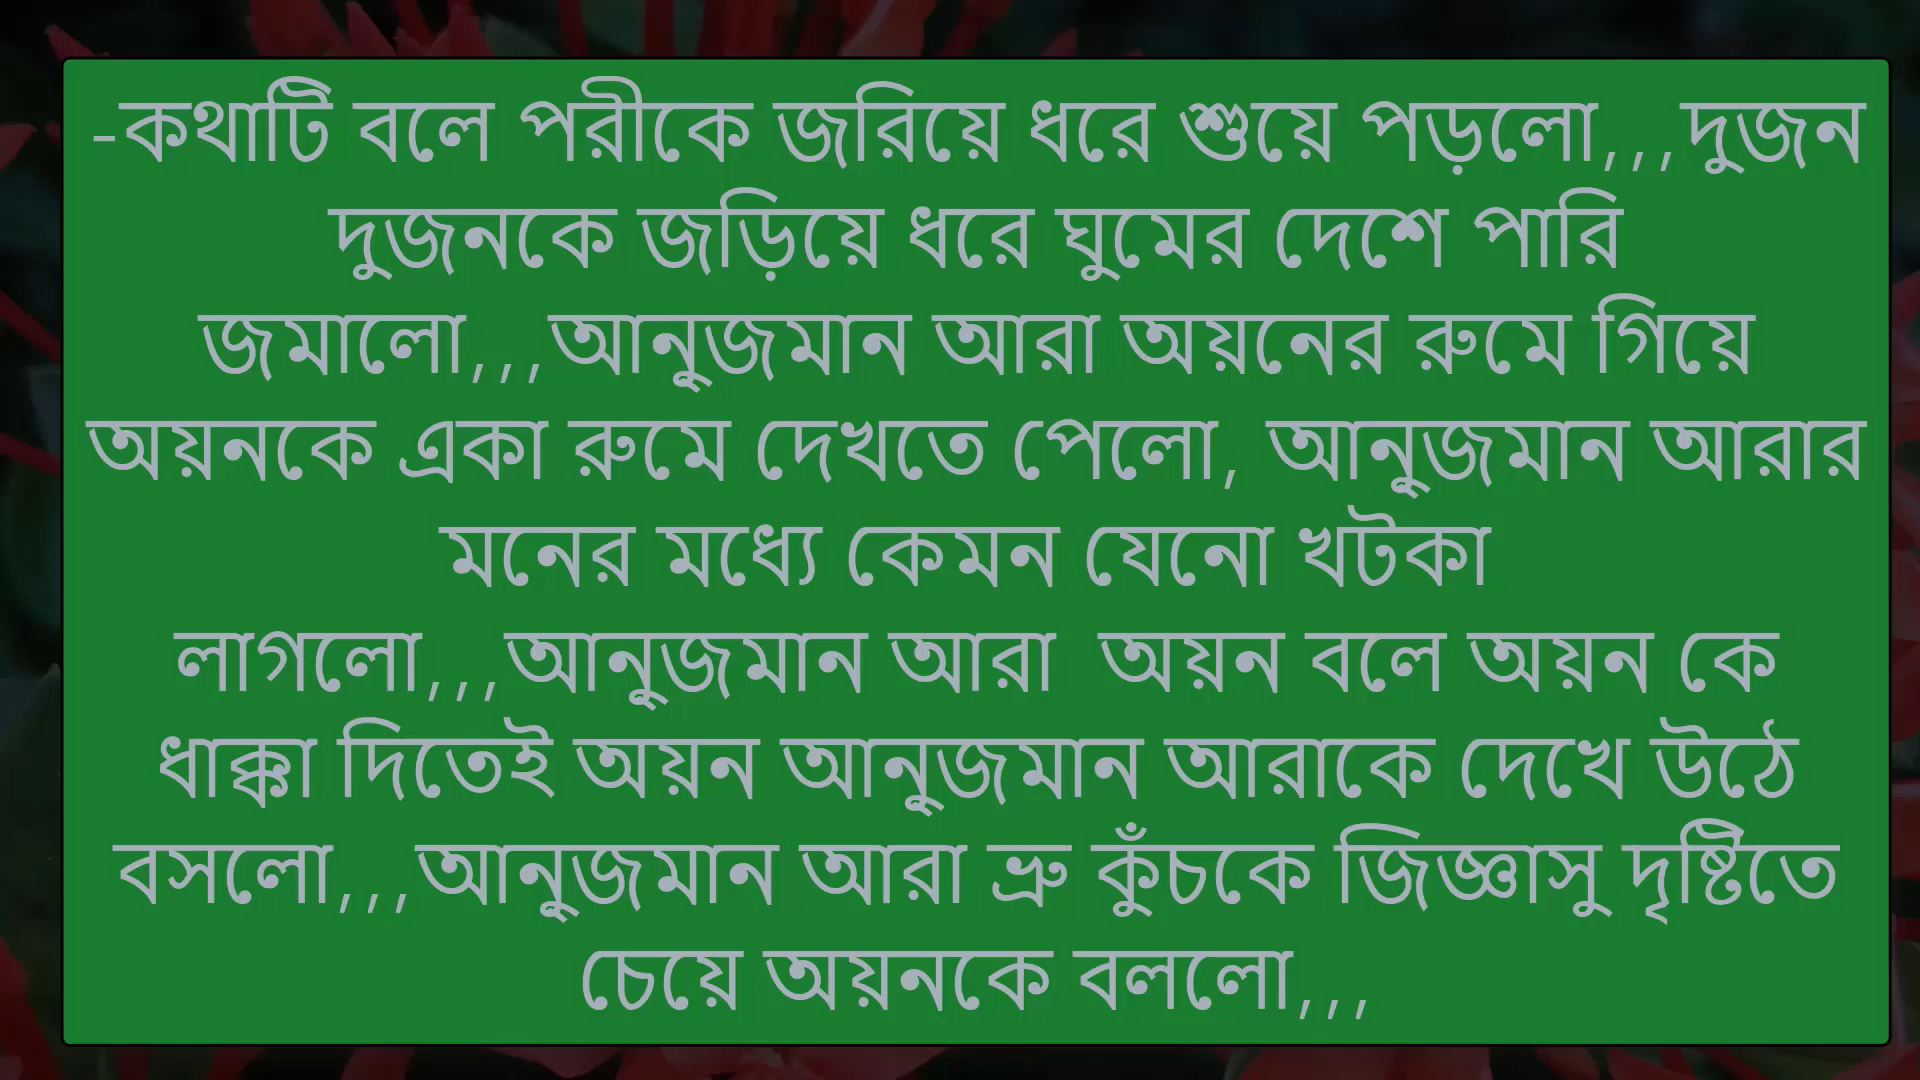 -কথাটি বলে পরীকে জরিয়ে ধরে শুয়ে পড়লো,,,দুজন
দুজনকে জড়িয়ে ধরে ঘুমের দেশে পারি
জমালো,,,আনুজমান আরা অয়নের রুমে গিয়ে
অয়নকে একা রুমে দেখতে পেলো, আনুজমান আরার
মনের মধ্যে কেমন যেনো খটকা
লাগলো,,,আনুজমান আরা  অয়ন বলে অয়ন কে
ধাক্কা দিতেই অয়ন আনুজমান আরাকে দেখে উঠে
বসলো,,,আনুজমান আরা ভ্রু কুঁচকে জিজ্ঞাসু দৃষ্টিতে
চেয়ে অয়নকে বললো,,,